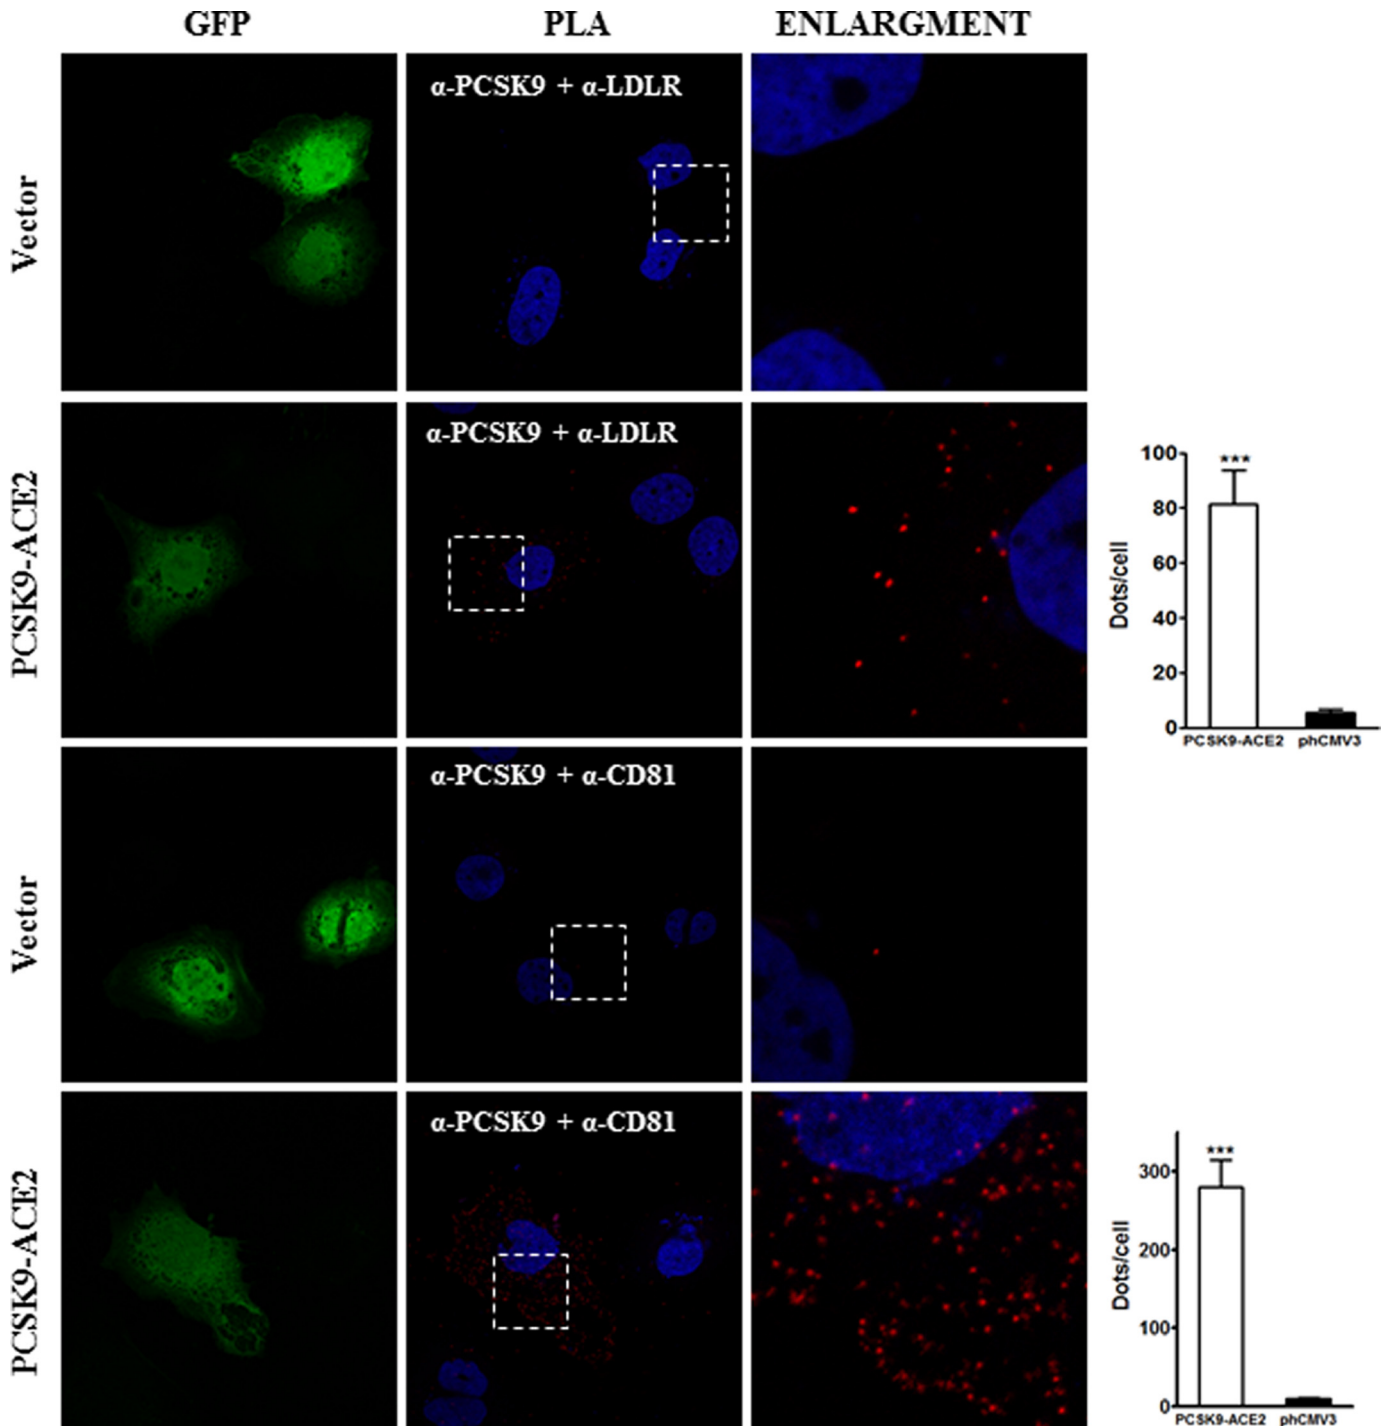 GFP
PLA
ENLARGMENT
Vector
α-PCSK9 + α-LDLR
PCSK9-ACE2
α-PCSK9 + α-LDLR
100
80
60
40
20
0
Dots/cell
***
PCSK9-ACE2
phCMV3
Vector
α-PCSK9 + α-CD81
PCSK9-ACE2
α-PCSK9 + α-CD81
300
200
100
0
Dots/cell
***
PCSK9-ACE2
phCMV3